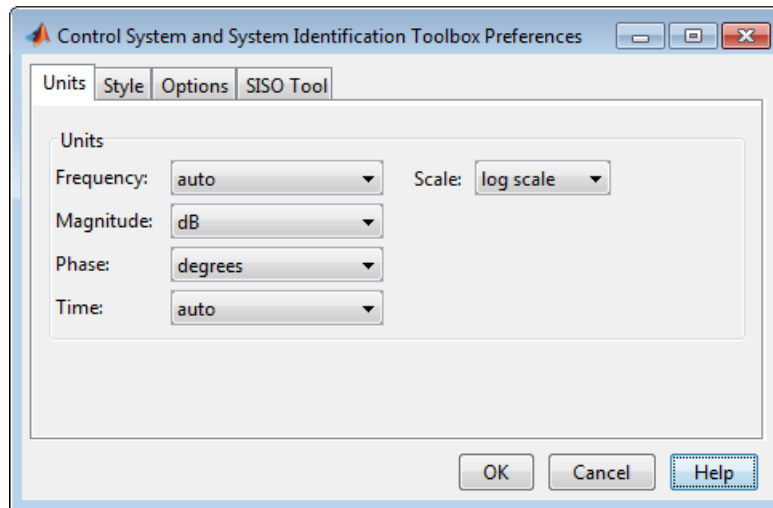 Control System and System Identification Toolbox Preferences
Units Style Options SISO Tool
Units
Frequency: auto Scale: log scale
Magnitude: dB
Phase: degrees
Time: auto
OK Cancel Help